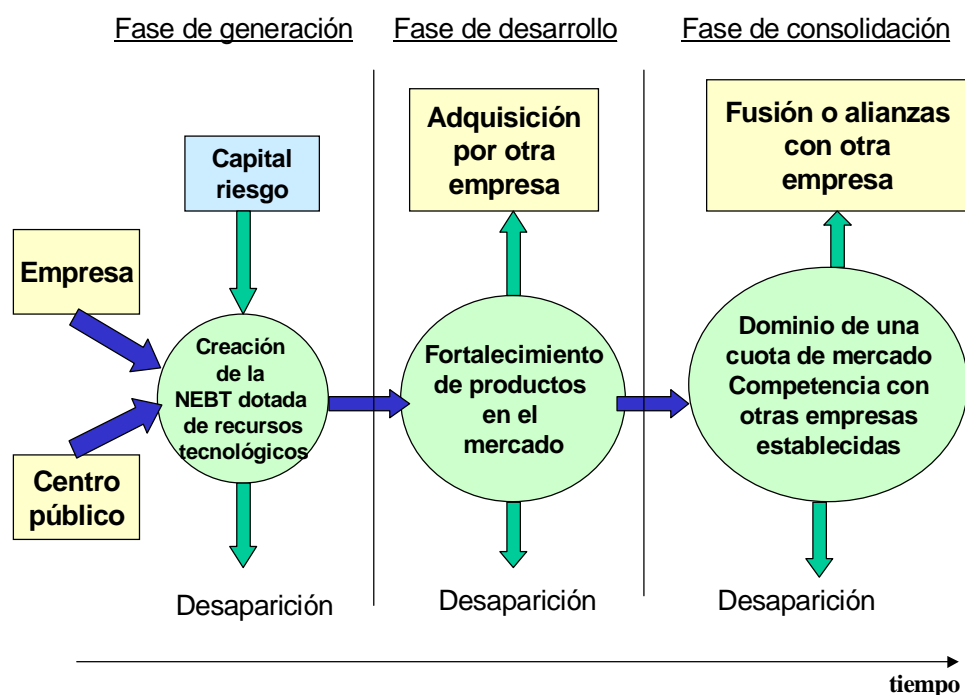 Fase de generación
Fase de desarrollo
Fase de consolidación
Capital
riesgo
Adquisición
por otra
empresa
Fusión o alianzas
con otra
empresa
Empresa
Centro
público
Creación
de la
NEBT dotada
de recursos
tecnológicos
Fortalecimiento
de productos
en el
mercado
Dominio de una
cuota de mercado
Competencia con
otras empresas
establecidas
Desaparición
Desaparición
Desaparición
tiempo